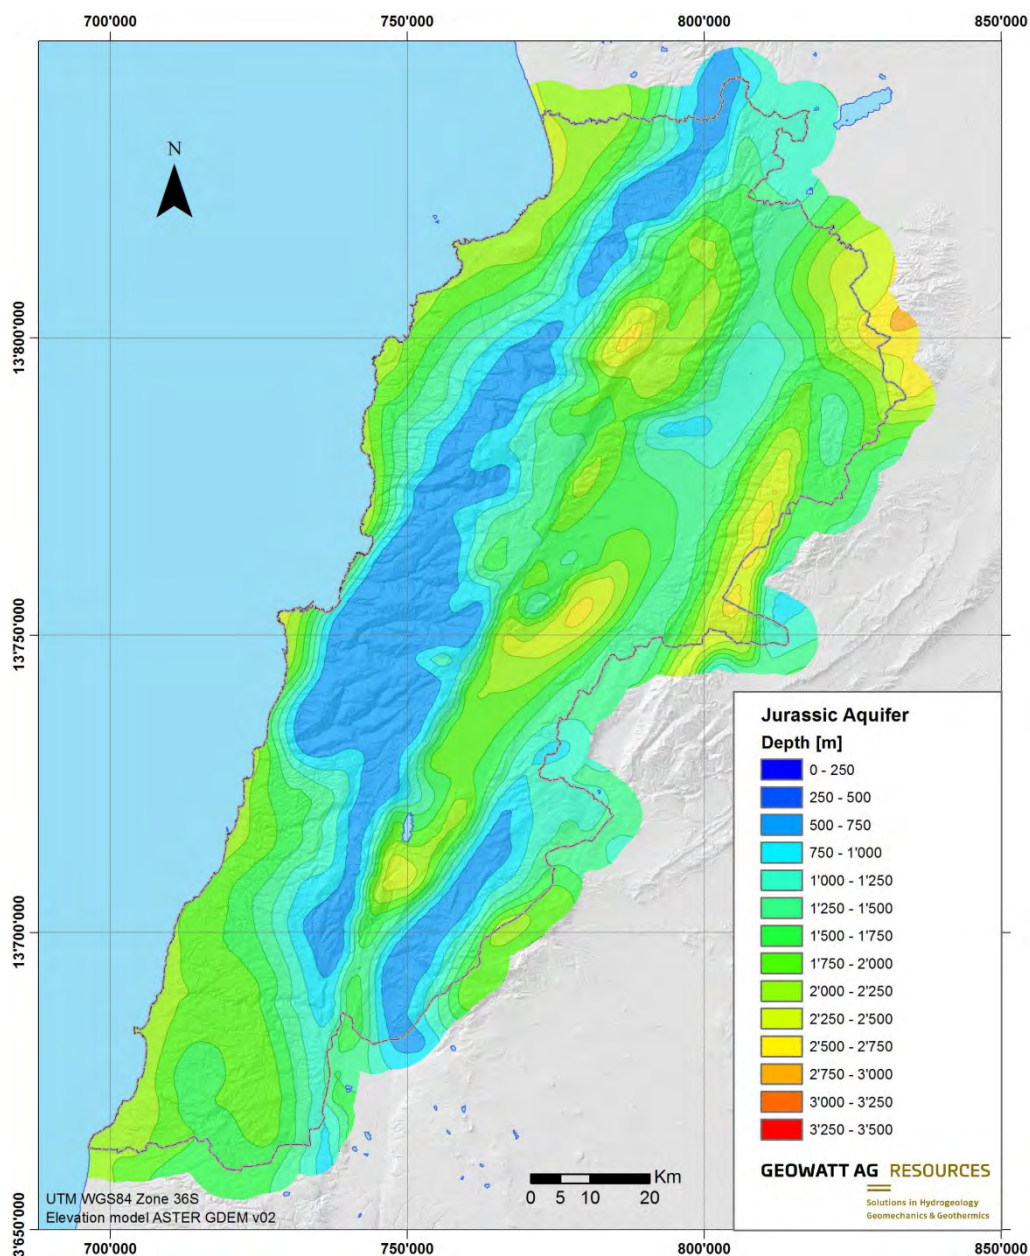 700'000 750'000 800'000 850'000
N
13'800'000
13'750'000
13'700'000
13'650'000
Jurassic Aquifer
Depth [m]
0 - 250
250 - 500
500 - 750
750 - 1'000
1'000 - 1'250
1'250 - 1'500
1'500 - 1'750
1'750 - 2'000
2'000 - 2'250
2'250 - 2'500
2'500 - 2'750
2'750 - 3'000
3'000 - 3'250
3'250 - 3'500
GEOWATT AG RESOURCES
Solutions in Hydrogeology
Geomechanics & Geothermics
Km
0 5 10 20
UTM WGS84 Zone 36S
Elevation model ASTER GDEM v02
700'000 750'000 800'000 850'000